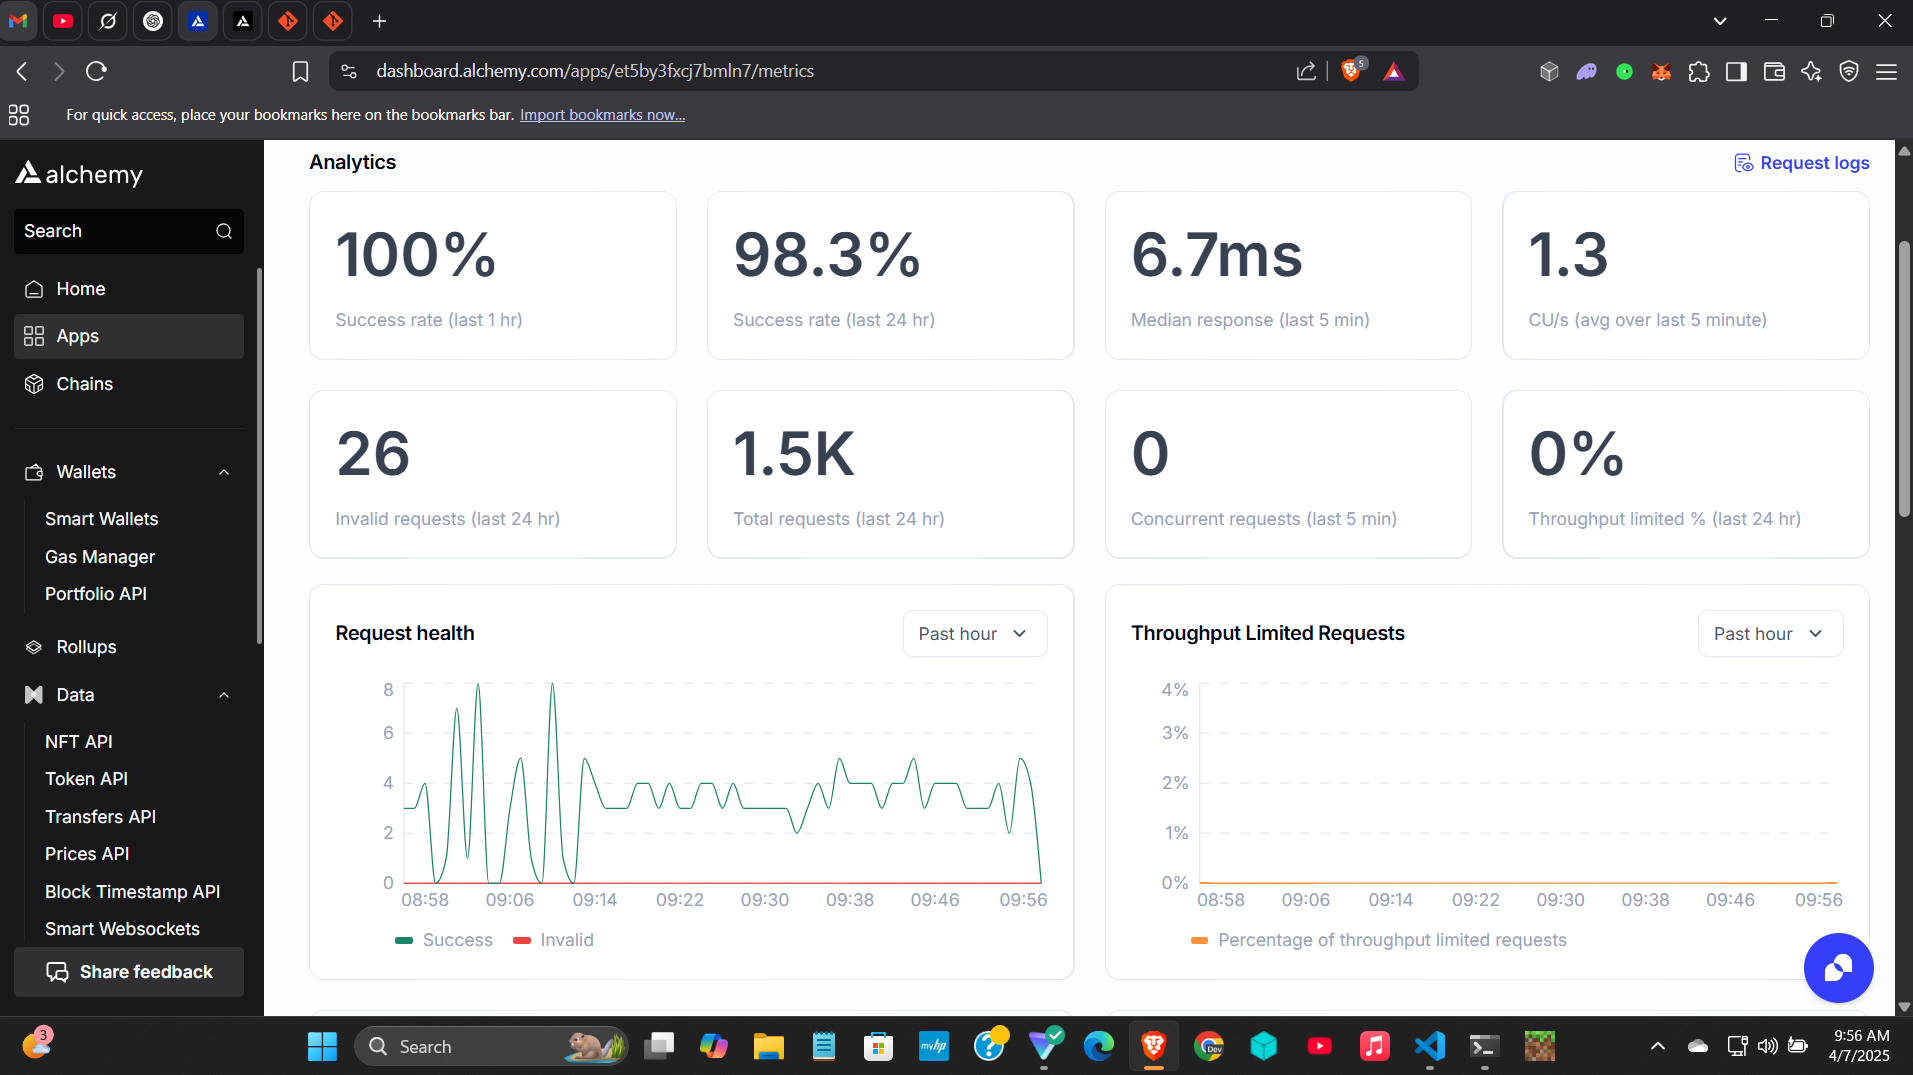 dashboard.alchemy.com/apps/et5by3fxcj7bmln7/metrics
5
For quick access, place your bookmarks here on the bookmarks bar. Import bookmarks now...
alchemy
Search
Home
Apps
Chains
Wallets
Smart Wallets
Gas Manager
Portfolio API
Rollups
Data
NFT API
Token API
Transfers API
Prices API
Block Timestamp API
Smart Websockets
Share feedback
Analytics
Request logs
100%
Success rate (last 1 hr)
98.3%
Success rate (last 24 hr)
6.7ms
Median response (last 5 min)
1.3
CU/s (avg over last 5 minute)
26
Invalid requests (last 24 hr)
1.5K
Total requests (last 24 hr)
0
Concurrent requests (last 5 min)
0%
Throughput limited % (last 24 hr)
Request health
Past hour
8
6
4
2
0
08:58 09:06 09:14 09:22 09:30 09:38 09:46 09:56
Success Invalid
Throughput Limited Requests
Past hour
4%
3%
2%
1%
0%
08:58 09:06 09:14 09:22 09:30 09:38 09:46 09:56
Percentage of throughput limited requests
3
Search
myhp
Dev
9:56 AM
4/7/2025